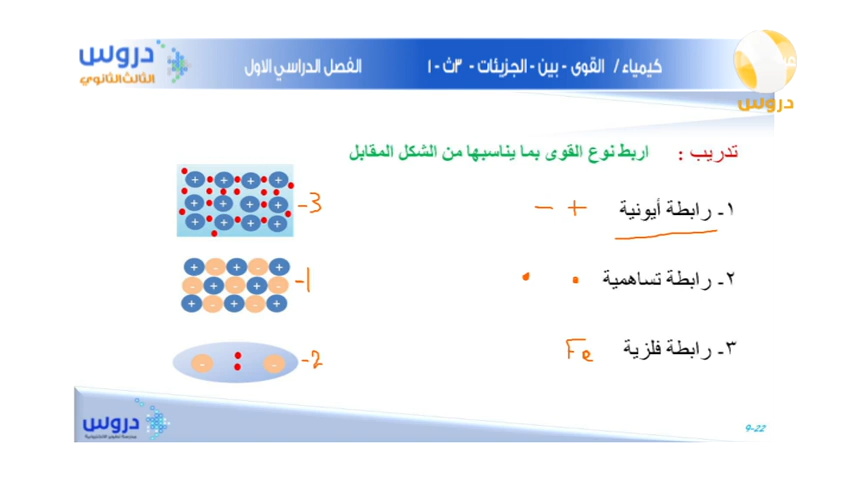 دروس
الثالث الثانوي
الفصل الدراسي الاول
كيمياء / القوى - بين - الجزيئات - ٣ث - ١
دروس
تدريب : اربط نوع القوى بما يناسبها من الشكل المقابل
١- رابطة أيونية + −
٢- رابطة تساهمية
٣- رابطة فلزية Fe
-3
-1
-2
دروس
9-22